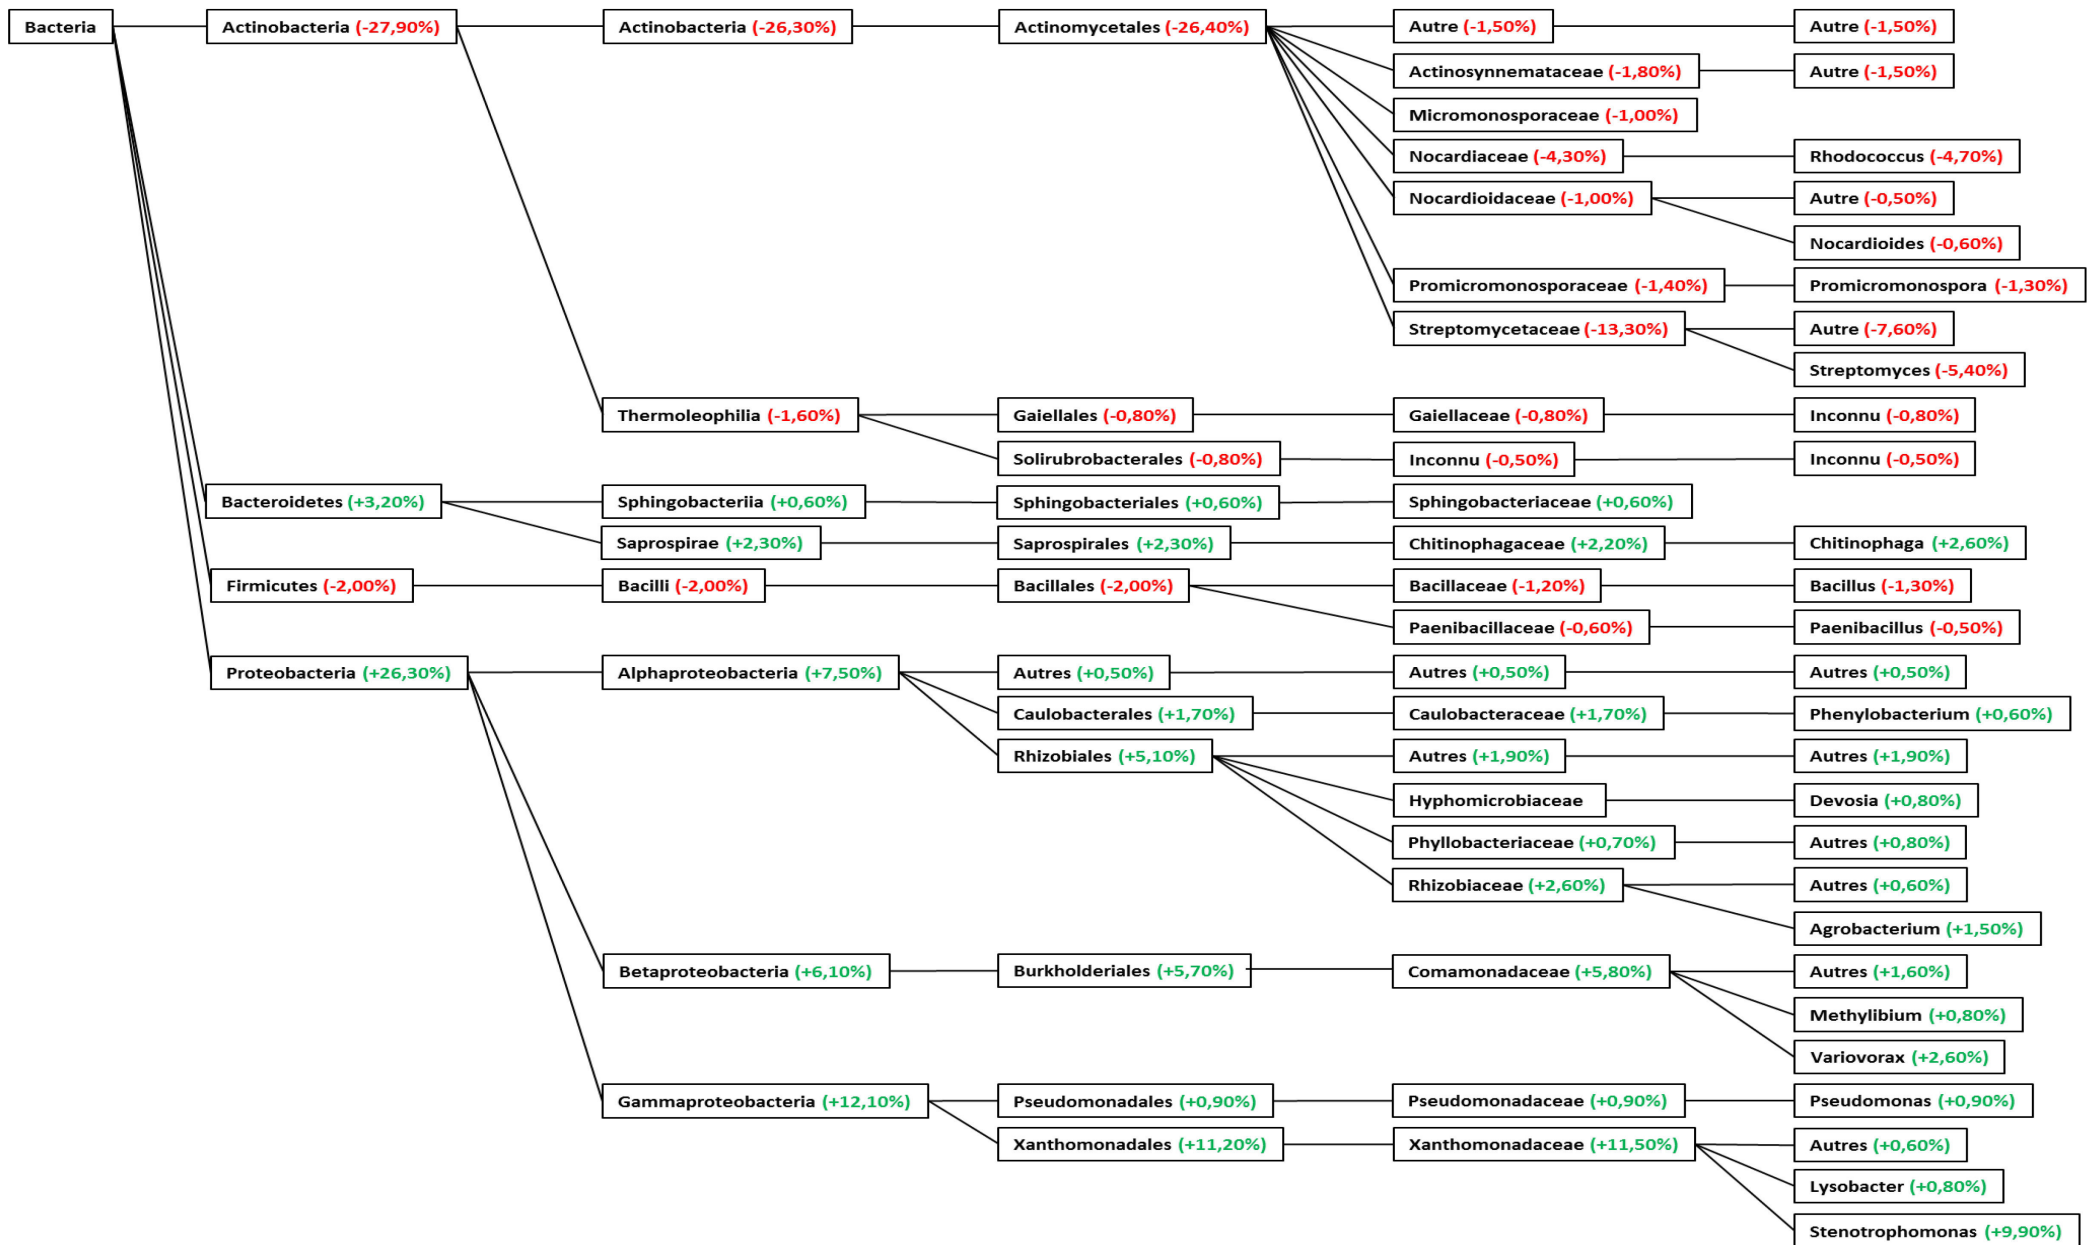 Bacteria
Actinobacteria (-27,90%)
Actinobacteria (-26,30%)
Actinomycetales (-26,40%)
Autre (-1,50%)
Autre (-1,50%)
Actinosynnemataceae (-1,80%)
Autre (-1,50%)
Micromonosporaceae (-1,00%)
Nocardiaceae (-4,30%)
Rhodococcus (-4,70%)
Nocardioidaceae (-1,00%)
Autre (-0,50%)
Nocardioides (-0,60%)
Promicromonosporaceae (-1,40%)
Promicromonospora (-1,30%)
Streptomycetaceae (-13,30%)
Autre (-7,60%)
Streptomyces (-5,40%)
Thermoleophilia (-1,60%)
Gaiellales (-0,80%)
Gaiellaceae (-0,80%)
Inconnu (-0,80%)
Solirubrobacterales (-0,80%)
Inconnu (-0,50%)
Inconnu (-0,50%)
Bacteroidetes (+3,20%)
Sphingobacteriia (+0,60%)
Sphingobacteriales (+0,60%)
Sphingobacteriaceae (+0,60%)
Saprospirae (+2,30%)
Saprospirales (+2,30%)
Chitinophagaceae (+2,20%)
Chitinophaga (+2,60%)
Firmicutes (-2,00%)
Bacilli (-2,00%)
Bacillales (-2,00%)
Bacillaceae (-1,20%)
Bacillus (-1,30%)
Paenibacillaceae (-0,60%)
Paenibacillus (-0,50%)
Proteobacteria (+26,30%)
Alphaproteobacteria (+7,50%)
Autres (+0,50%)
Autres (+0,50%)
Autres (+0,50%)
Caulobacterales (+1,70%)
Caulobacteraceae (+1,70%)
Phenylobacterium (+0,60%)
Rhizobiales (+5,10%)
Autres (+1,90%)
Autres (+1,90%)
Hyphomicrobiaceae
Devosia (+0,80%)
Phyllobacteriaceae (+0,70%)
Autres (+0,80%)
Rhizobiaceae (+2,60%)
Autres (+0,60%)
Agrobacterium (+1,50%)
Betaproteobacteria (+6,10%)
Burkholderiales (+5,70%)
Comamonadaceae (+5,80%)
Autres (+1,60%)
Methylibium (+0,80%)
Variovorax (+2,60%)
Gammaproteobacteria (+12,10%)
Pseudomonadales (+0,90%)
Pseudomonadaceae (+0,90%)
Pseudomonas (+0,90%)
Xanthomonadales (+11,20%)
Xanthomonadaceae (+11,50%)
Autres (+0,60%)
Lysobacter (+0,80%)
Stenotrophomonas (+9,90%)